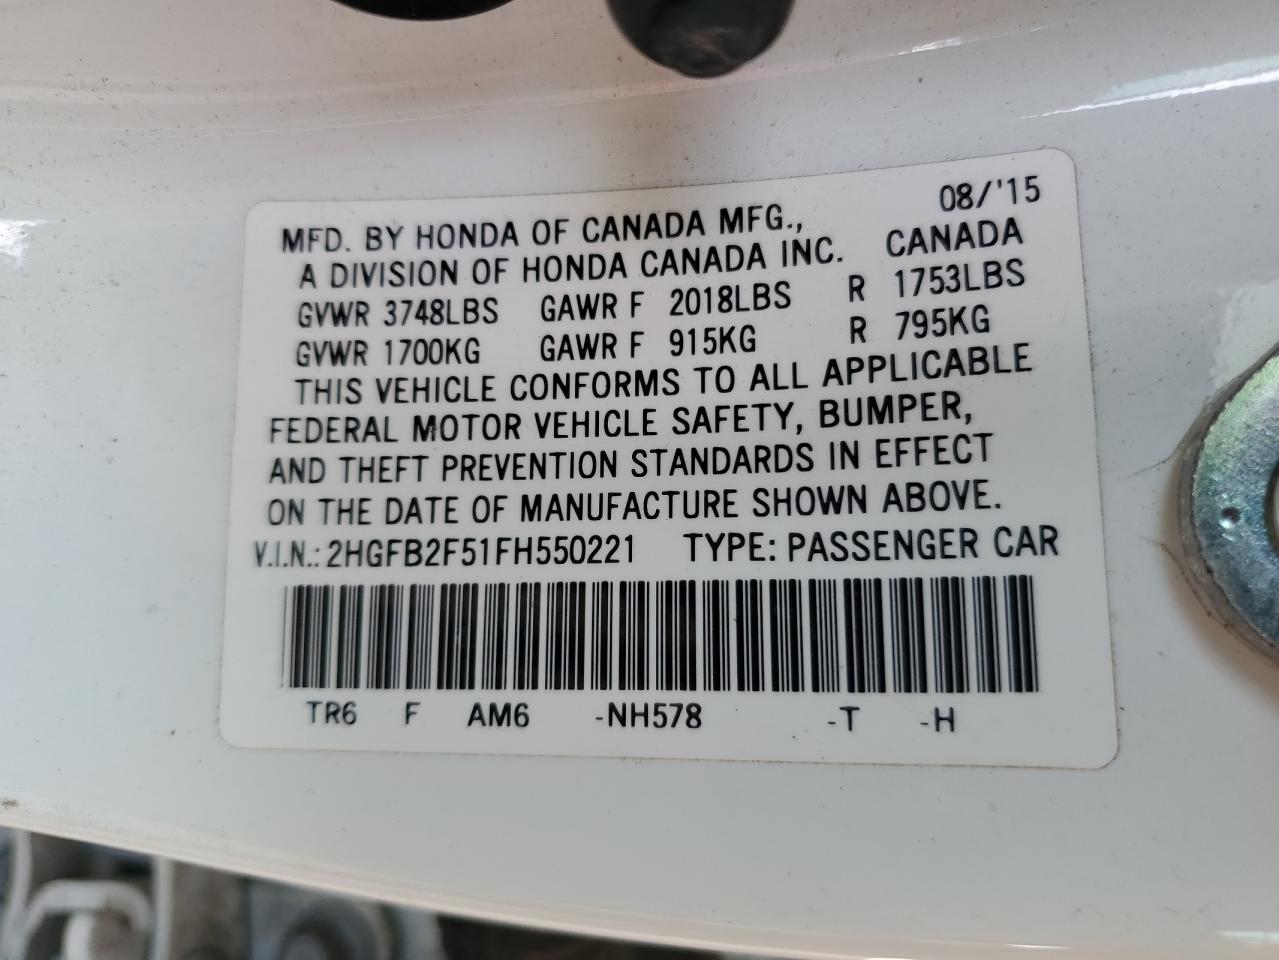 08/'15
MFD. BY HONDA OF CANADA MFG.,
A DIVISION OF HONDA CANADA INC. CANADA
GVWR 3748LBS GAWR F 2018LBS R 1753LBS
GVWR 1700KG GAWR F 915KG R 795KG
THIS VEHICLE CONFORMS TO ALL APPLICABLE
FEDERAL MOTOR VEHICLE SAFETY, BUMPER,
AND THEFT PREVENTION STANDARDS IN EFFECT
ON THE DATE OF MANUFACTURE SHOWN ABOVE.
V.I.N.: 2HGFB2F51FH550221 TYPE: PASSENGER CAR
TR6 F AM6 -NH578 -T -H